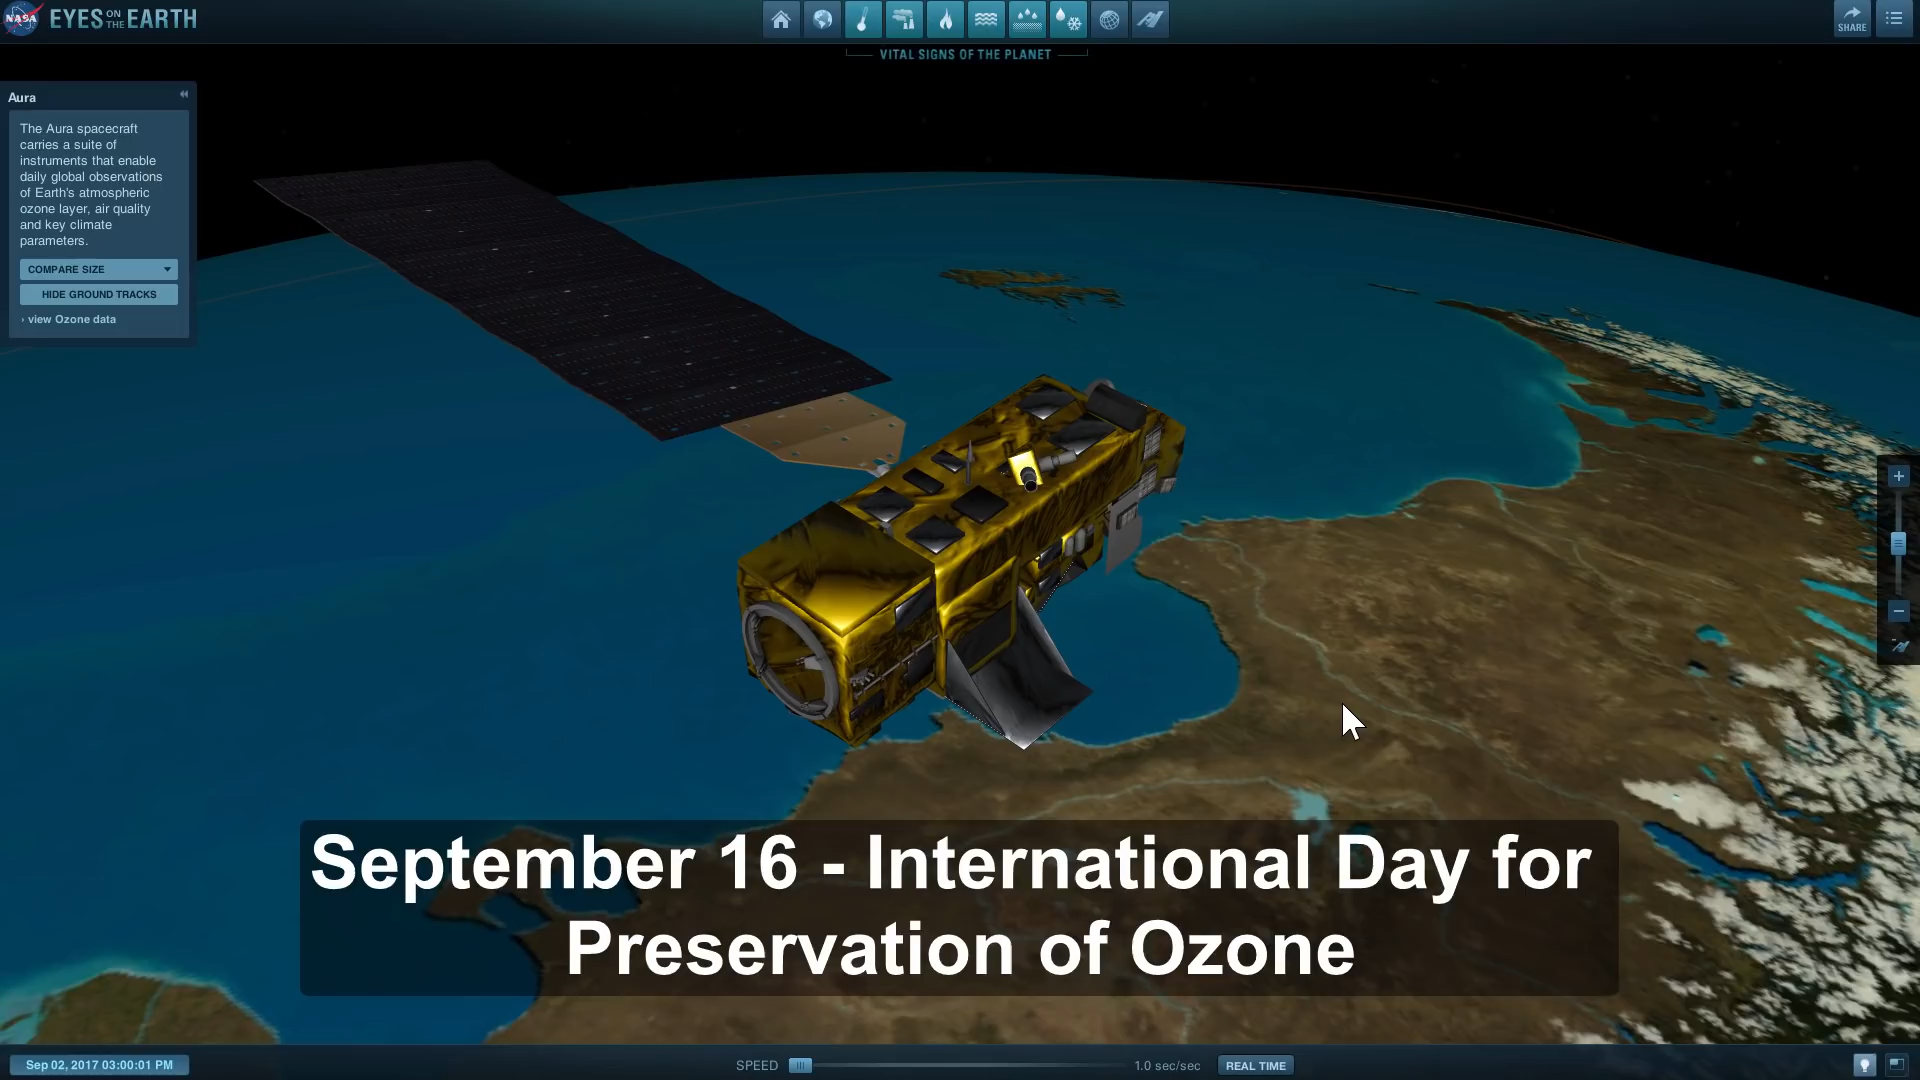 NASA
EYES ON THE EARTH
SHARE
VITAL SIGNS OF THE PLANET
Aura
The Aura spacecraft
carries a suite of
instruments that enable
daily global observations
of Earth's atmospheric
ozone layer, air quality
and key climate
parameters.
COMPARE SIZE
HIDE GROUND TRACKS
view Ozone data
September 16 - International Day for
Preservation of Ozone
Sep 02, 2017 03:00:01 PM
SPEED
1.0 sec/sec
REAL TIME